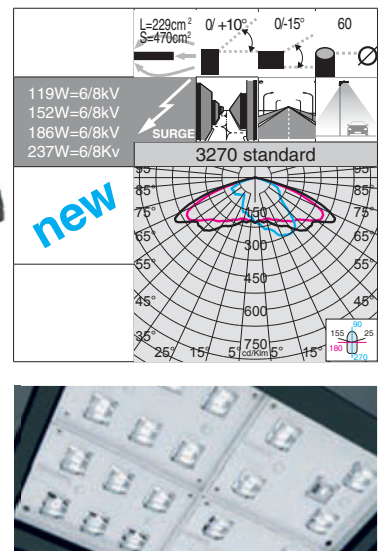 L=229cm² 0/+10° 0/-15° 60
S=470cm²
Ø
119W=6/8kV
152W=6/8kV
186W=6/8kV
237W=6/8Kv
SURGE
3270 standard
new
95° 95°
85° 85°
75° 150 75°
65° 300 65°
55° 450 55°
45° 600 45°
35° 750
25° 15° 5° cd/Klm 5° 15°
90
155 25
180
270